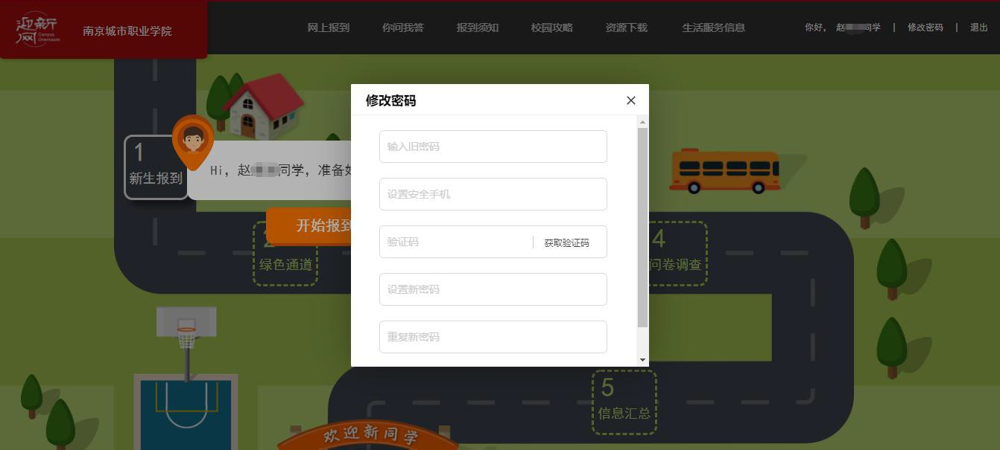 迎新网
Campus
Orientaions
南京城市职业学院
网上报到
你问我答
报到须知
校园攻略
资源下载
生活服务信息
你好， 赵 同学 | 修改密码 | 退出
修改密码
输入旧密码
设置安全手机
验证码
获取验证码
设置新密码
重复新密码
1
新生报到
Hi，赵 同学，准备好
开始报到
2
绿色通道
4
问卷调查
5
信息汇总
欢迎新同学